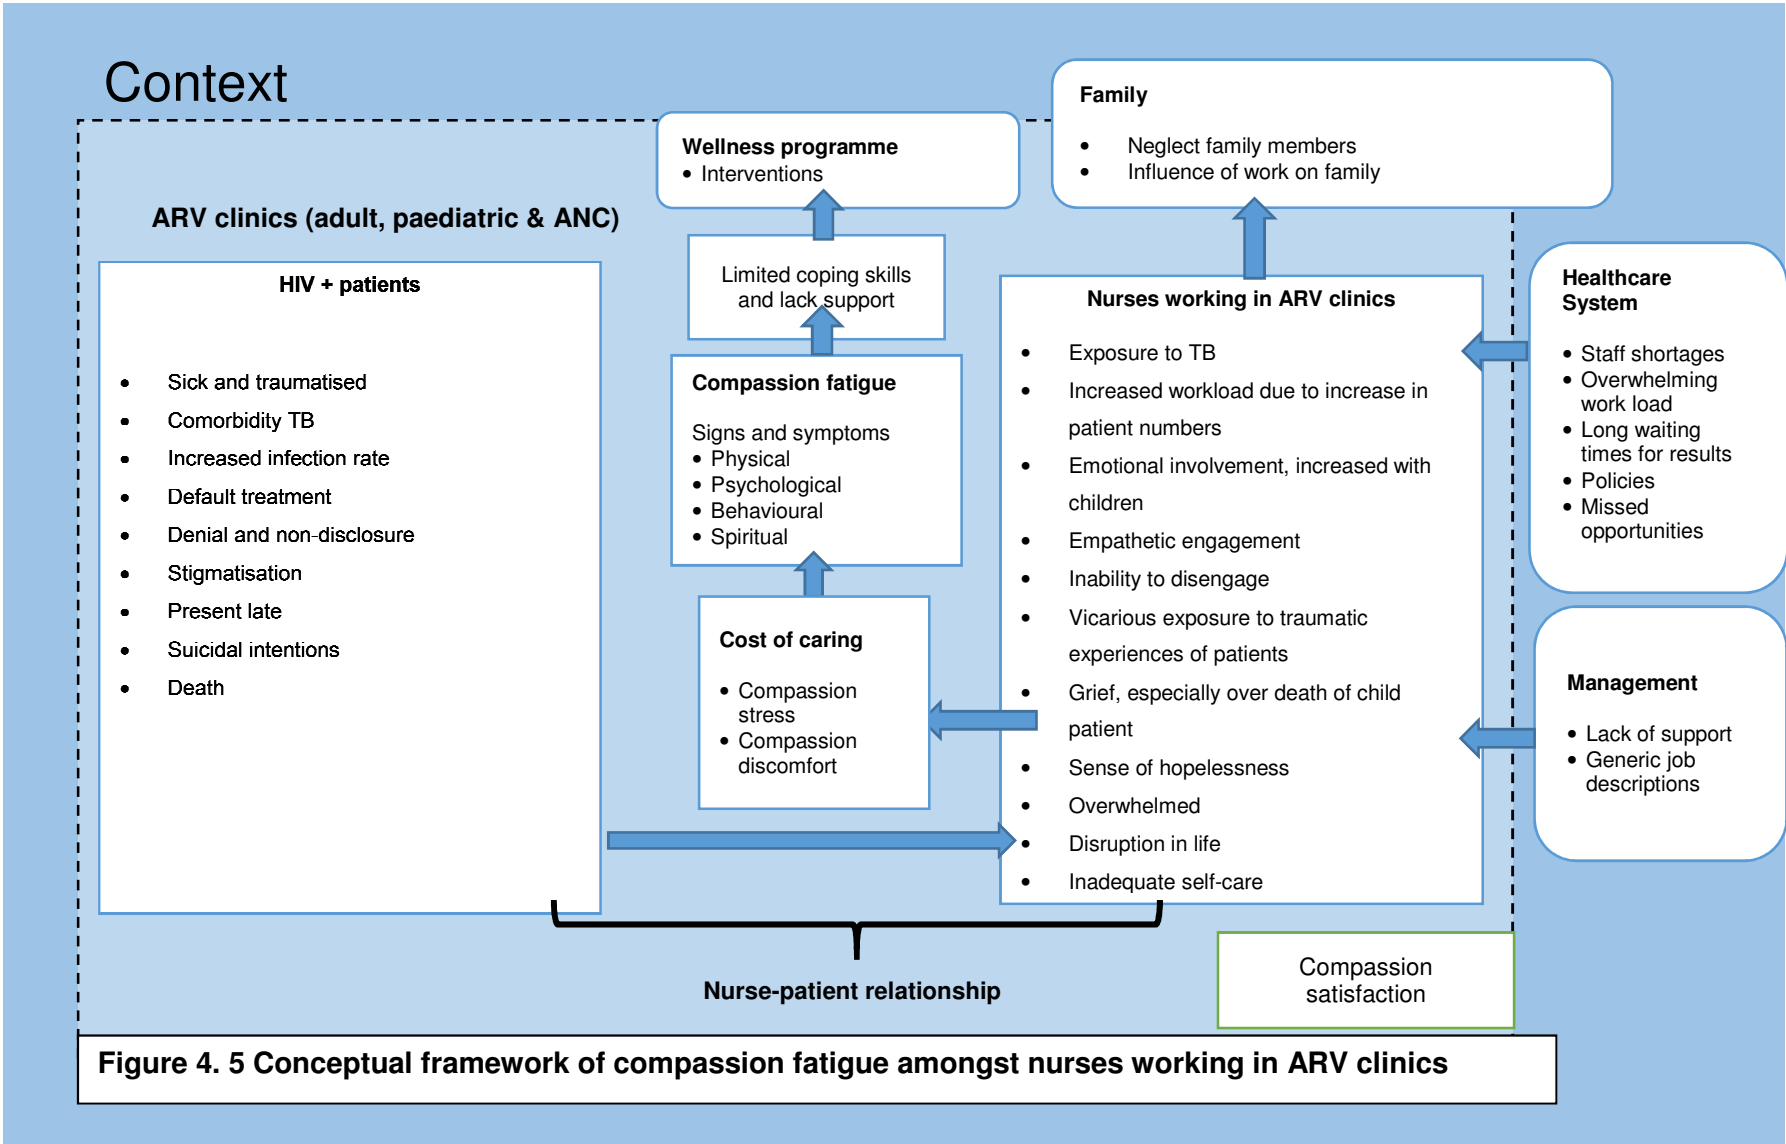 Context
ARV clinics (adult, paediatric & ANC)
HIV + patients
• Sick and traumatised
• Comorbidity TB
• Increased infection rate
• Default treatment
• Denial and non-disclosure
• Stigmatisation
• Present late
• Suicidal intentions
• Death
Wellness programme
• Interventions
Limited coping skills
and lack support
Compassion fatigue
Signs and symptoms
• Physical
• Psychological
• Behavioural
• Spiritual
Cost of caring
• Compassion
stress
• Compassion
discomfort
Family
• Neglect family members
• Influence of work on family
Nurses working in ARV clinics
• Exposure to TB
• Increased workload due to increase in
patient numbers
• Emotional involvement, increased with
children
• Empathetic engagement
• Inability to disengage
• Vicarious exposure to traumatic
experiences of patients
• Grief, especially over death of child
patient
• Sense of hopelessness
• Overwhelmed
• Disruption in life
• Inadequate self-care
Healthcare
System
• Staff shortages
• Overwhelming
work load
• Long waiting
times for results
• Policies
• Missed
opportunities
Management
• Lack of support
• Generic job
descriptions
Nurse-patient relationship
Compassion
satisfaction
Figure 4. 5 Conceptual framework of compassion fatigue amongst nurses working in ARV clinics